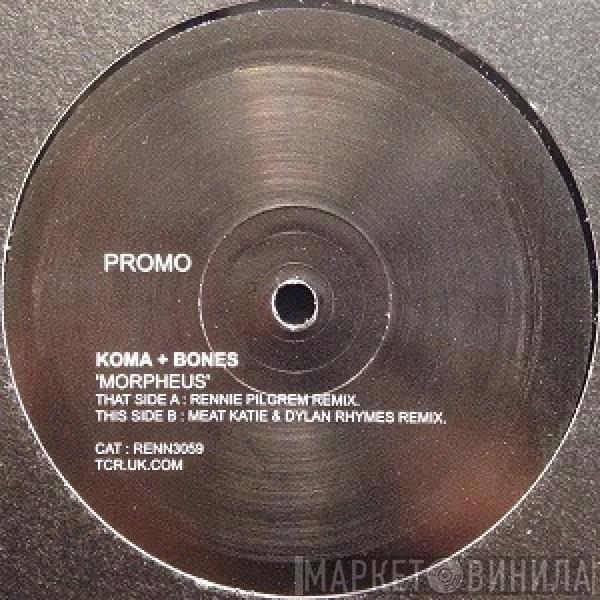 PROMO
KOMA + BONES
'MORPHEUS'
THAT SIDE A : RENNIE PILGREM REMIX.
THIS SIDE B : MEAT KATIE & DYLAN RHYMES REMIX.
CAT : RENN3059
TCR.UK.COM
МАРКЕТ ВИНИЛА